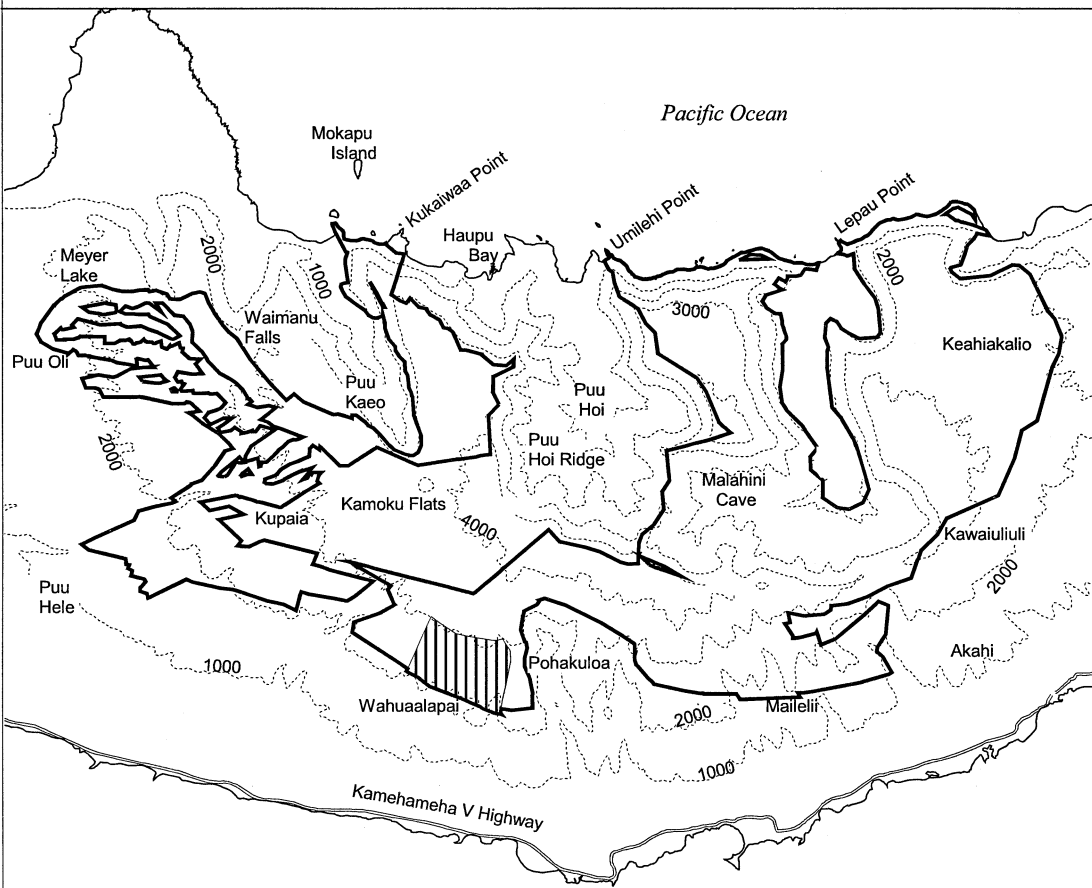 Pacific Ocean
Mokapu
Island
Kukaiwaa Point
Umilehi Point
Lepau Point
Haupu
Bay
Meyer
Lake
2000
1000
2000
3000
Waimanu
Falls
Keahiakalio
Puu Oli
Puu
Kaeo
Puu
Hoi
Puu
Hoi Ridge
2000
Malahini
Cave
Kamoku Flats
Kupaia
4000
Kawaiuliuli
2000
Puu
Hele
Akahi
1000
Pohakuloa
Wahuaalapai
2000
Mailelii
1000
Kamehameha V Highway